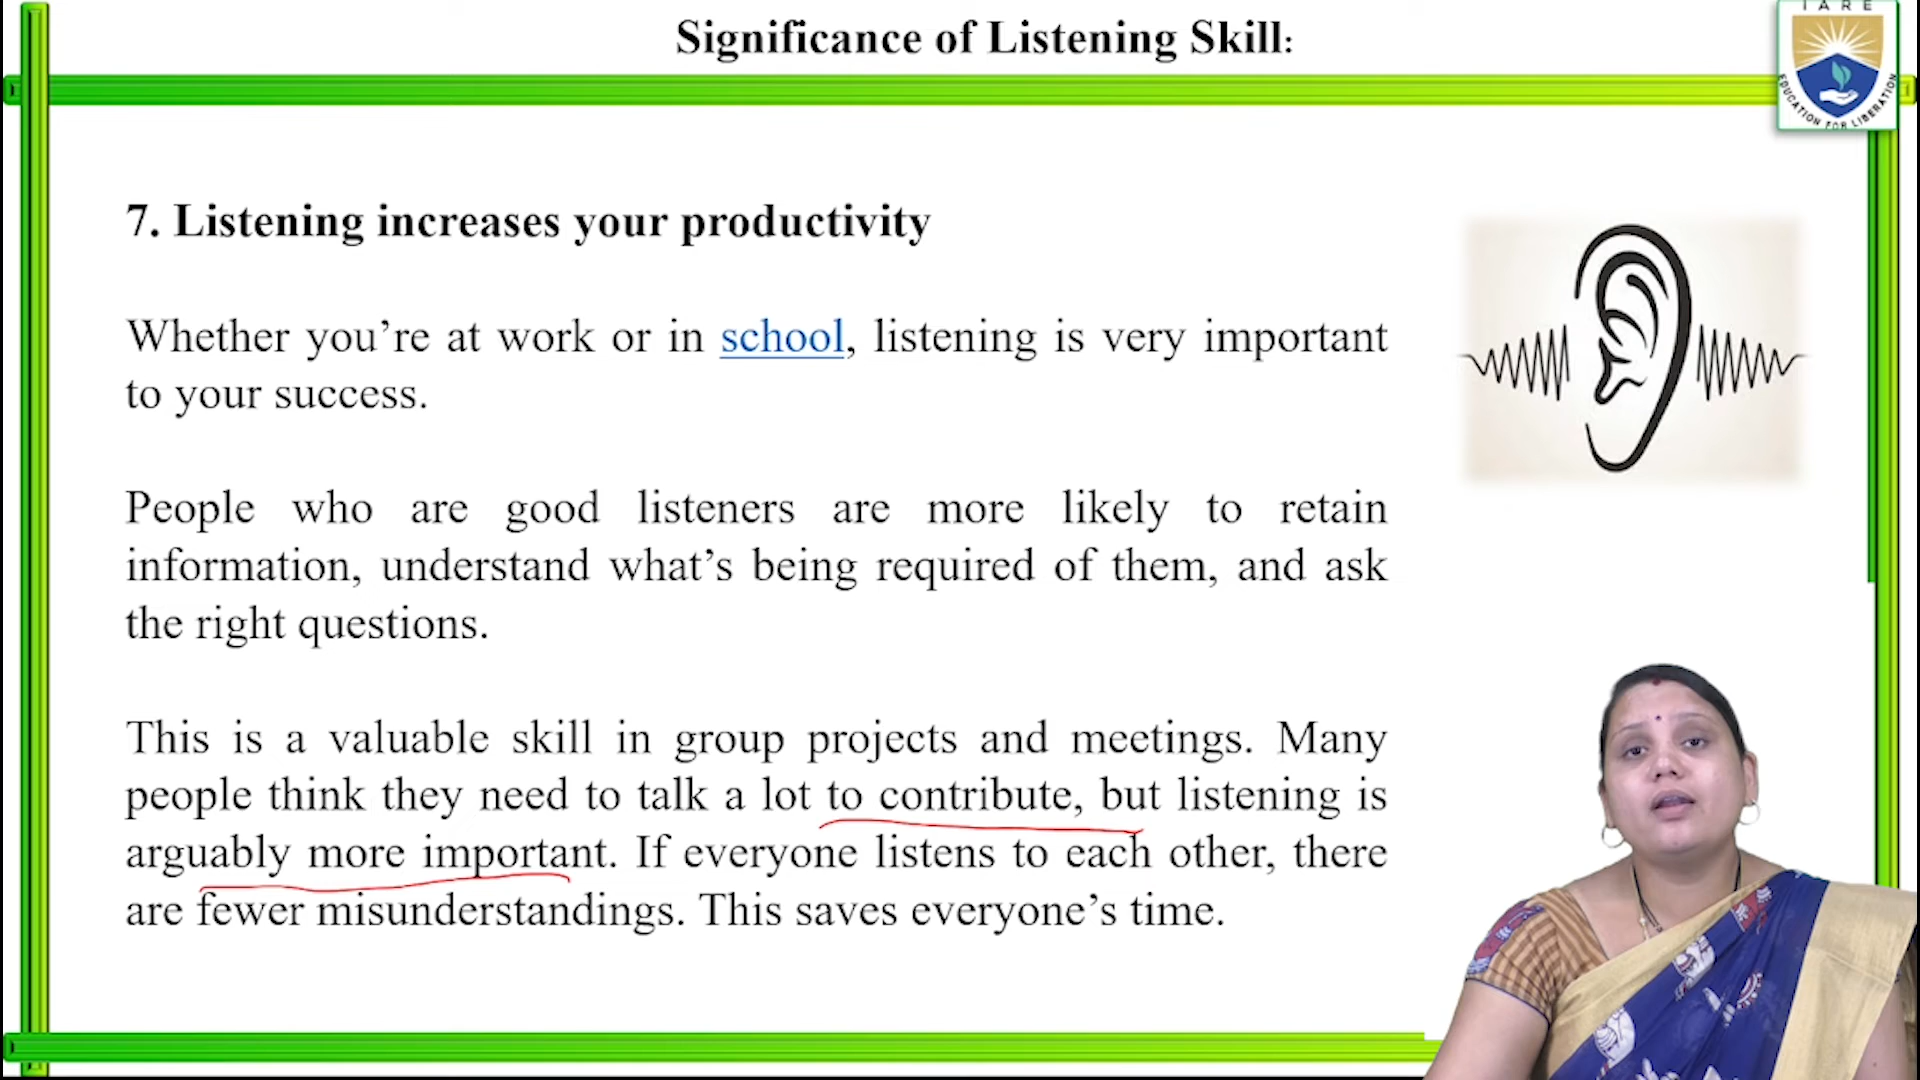 Significance of Listening Skill:
IARE
EDUCATION FOR LIBERATION
7. Listening increases your productivity
Whether you’re at work or in school, listening is very important
to your success.
People who are good listeners are more likely to retain
information, understand what’s being required of them, and ask
the right questions.
This is a valuable skill in group projects and meetings. Many
people think they need to talk a lot to contribute, but listening is
arguably more important. If everyone listens to each other, there
are fewer misunderstandings. This saves everyone’s time.